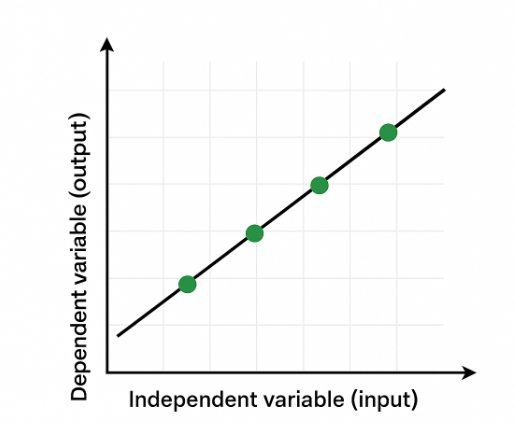 Dependent variable (output)
Independent variable (input)